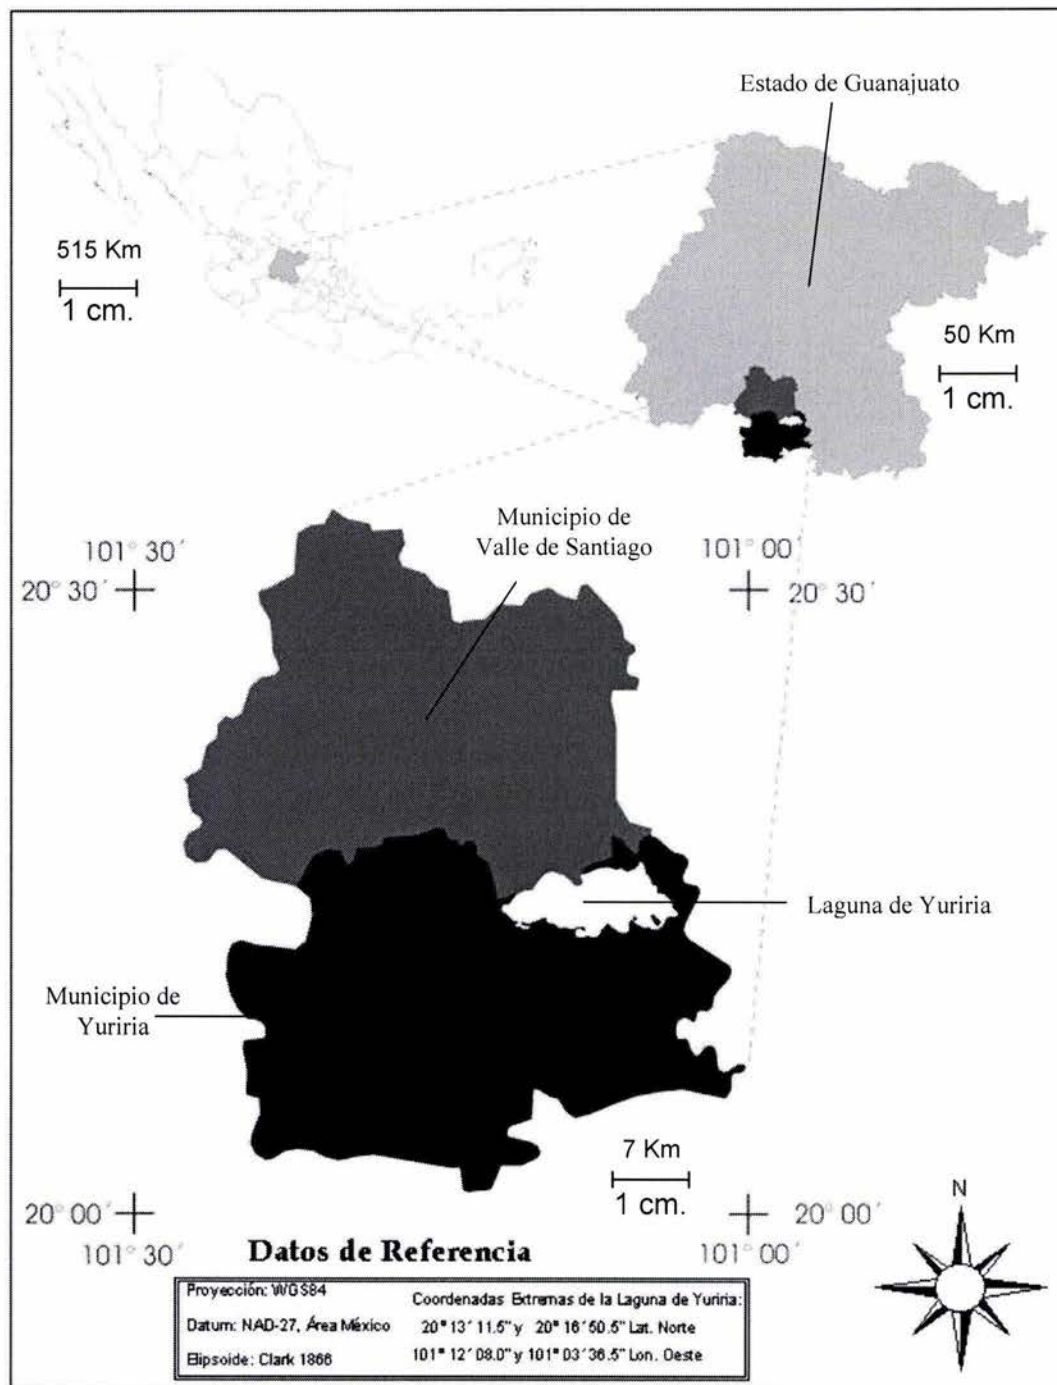 Estado de Guanajuato
515 Km
1 cm.
50 Km
1 cm.
Municipio de
Valle de Santiago
101° 30´
20° 30´
101° 00´
20° 30´
Laguna de Yuriria
Municipio de
Yuriria
7 Km
1 cm.
20° 00´
101° 30´
20° 00´
101° 00´
N
Datos de Referencia
Proyección: WGS84
Datum: NAD-27, Área México
Elipsoide: Clark 1866
Coordenadas Extremas de la Laguna de Yuriria:
20° 13´ 11.5" y 20° 16´ 50.5" Lat. Norte
101° 12´ 08.0" y 101° 03´ 36.5" Lon. Oeste